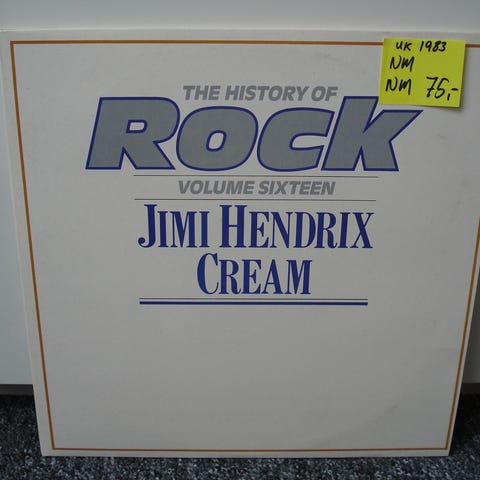 UK 1983
NM
NM 75,-
THE HISTORY OF
ROCK
VOLUME SIXTEEN
JIMI HENDRIX
CREAM